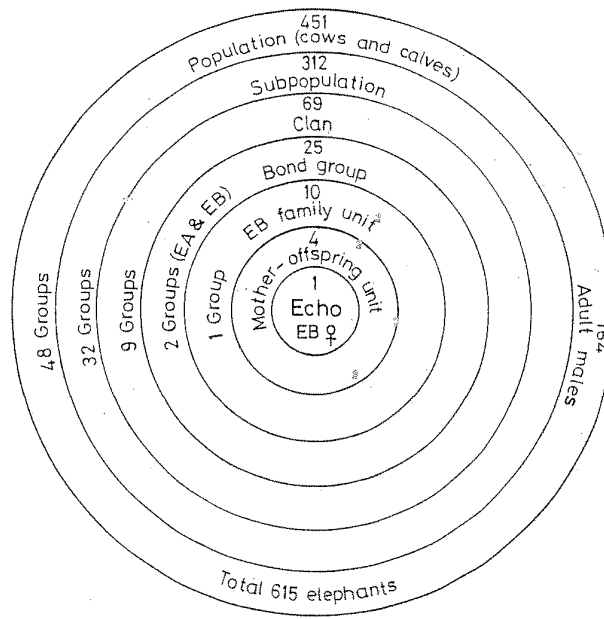 451
Population (cows and calves)
312
Subpopulation
69
Clan
25
Bond group
10
EB family unit
4
Mother-offspring unit
1
Echo
EB ♀
1 Group
2 Groups (EA & EB)
9 Groups
32 Groups
48 Groups
Adult males
Total 615 elephants